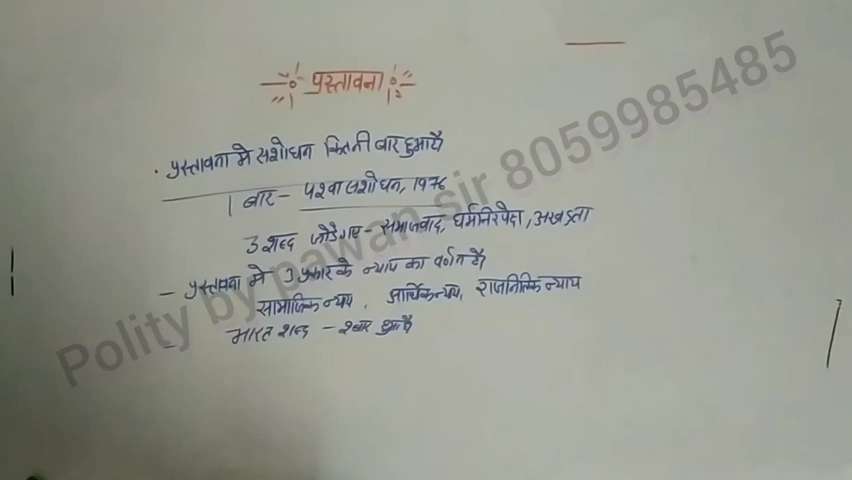 प्रस्तावना
. प्रस्तावना मे संशोधन कितनी बार हुआ है
1 बार - 42वा संशोधन, 1976
3 शब्द जोडे गए - समाजवाद, धर्मनिरपेक्ष, अखण्डता
- प्रस्तावना मे 3 प्रकार के न्याय का वर्णन है
सामाजिक न्याय, आर्थिक न्याय, राजनितिक न्याय
- भारत शब्द - 2 बार हुआ है
Polity by pawan sir 8059985485